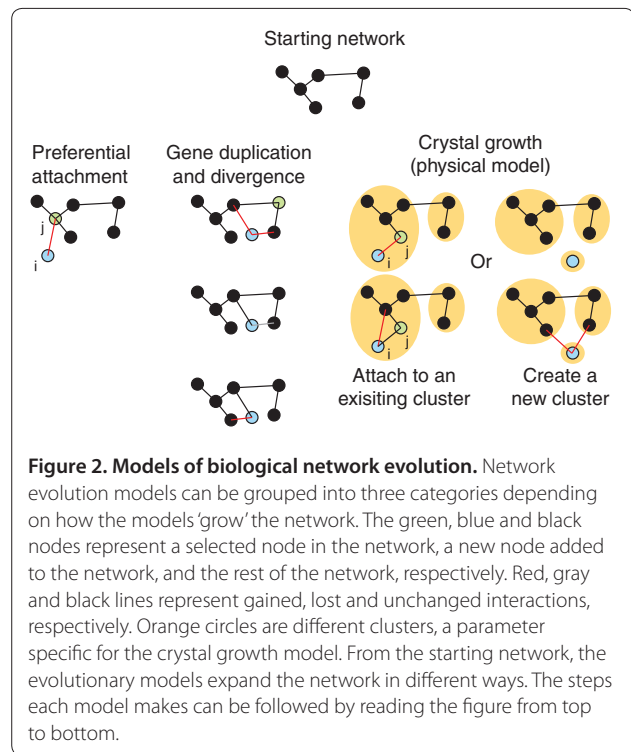 Starting network
Preferential
attachment
Gene duplication
and divergence
Crystal growth
(physical model)
j
i
j
i
Or
j
i
Attach to an
exisiting cluster
Create a
new cluster
Figure 2. Models of biological network evolution. Network
evolution models can be grouped into three categories depending
on how the models ‘grow’ the network. The green, blue and black
nodes represent a selected node in the network, a new node added
to the network, and the rest of the network, respectively. Red, gray
and black lines represent gained, lost and unchanged interactions,
respectively. Orange circles are different clusters, a parameter
specific for the crystal growth model. From the starting network, the
evolutionary models expand the network in different ways. The steps
each model makes can be followed by reading the figure from top
to bottom.